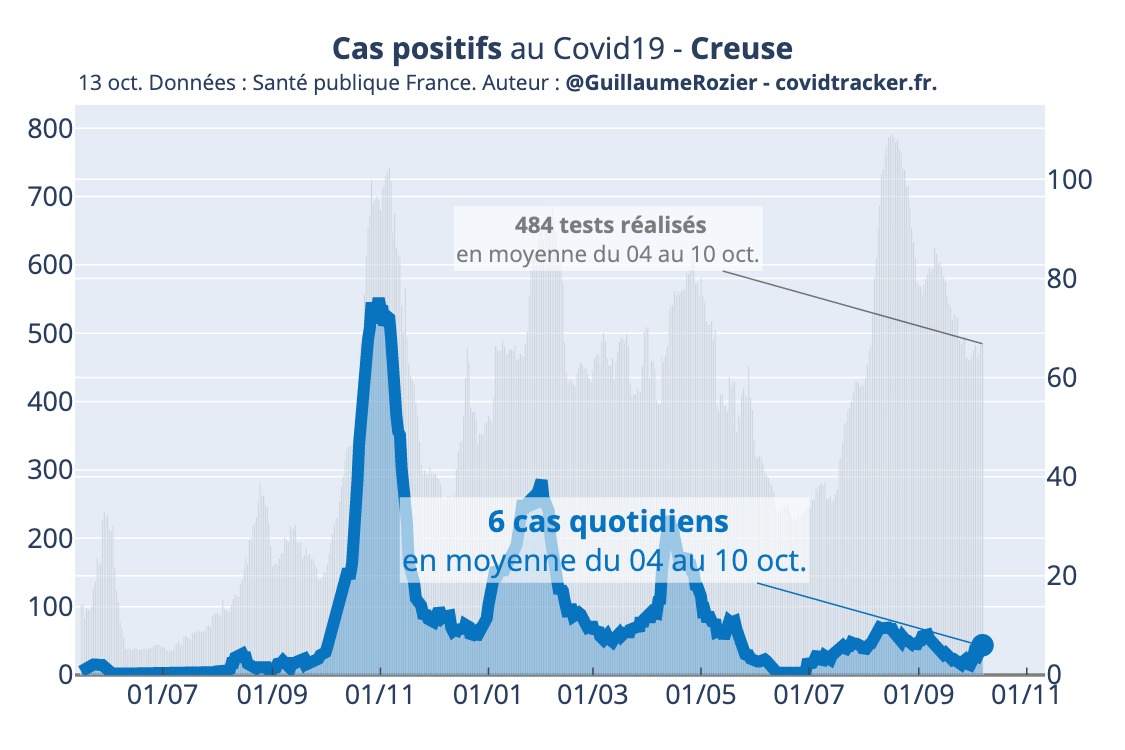 Cas positifs au Covid19 - Creuse
13 oct. Données : Santé publique France. Auteur : @GuillaumeRozier - covidtracker.fr.
800
700
600
500
400
300
200
100
0
100
80
60
40
20
0
484 tests réalisés
en moyenne du 04 au 10 oct.
6 cas quotidiens
en moyenne du 04 au 10 oct.
01/07 01/09 01/11 01/01 01/03 01/05 01/07 01/09 01/11